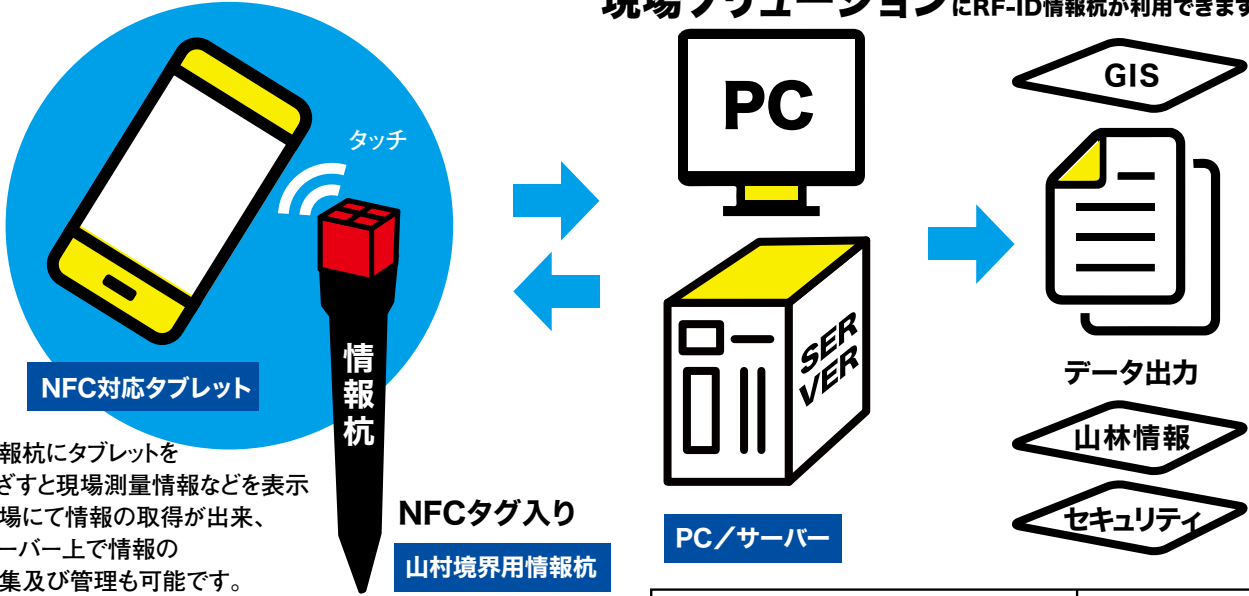 現場ソリューションにRF-ID情報杭が利用できます
PC
GIS
タッチ
情報杭
SERVER
NFC対応タブレット
データ出力
報杭にタブレットを
ざすと現場測量情報などを表示
場にて情報の取得が出来、
ーバー上で情報の
集及び管理も可能です。
NFCタグ入り
山村境界用情報杭
PC／サーバー
山林情報
セキュリティ